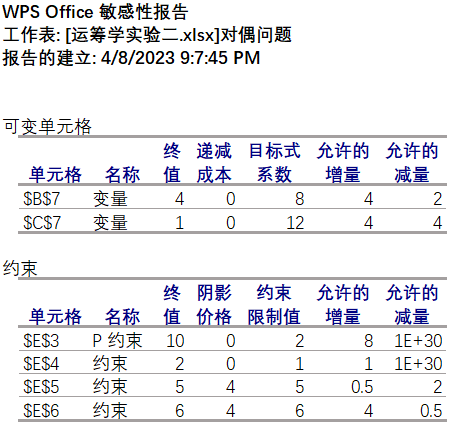 WPS Office 敏感性报告
工作表: [运筹学实验二.xlsx]对偶问题
报告的建立: 4/8/2023 9:7:45 PM
可变单元格
终 递减 目标式 允许的 允许的
单元格 名称 值 成本 系数 增量 减量
$B$7 变量 4 0 8 4 2
$C$7 变量 1 0 12 4 4
约束
终 阴影 约束 允许的 允许的
单元格 名称 值 价格 限制值 增量 减量
$E$3 P 约束 10 0 2 8 1E+30
$E$4 约束 2 0 1 1 1E+30
$E$5 约束 5 4 5 0.5 2
$E$6 约束 6 4 6 4 0.5